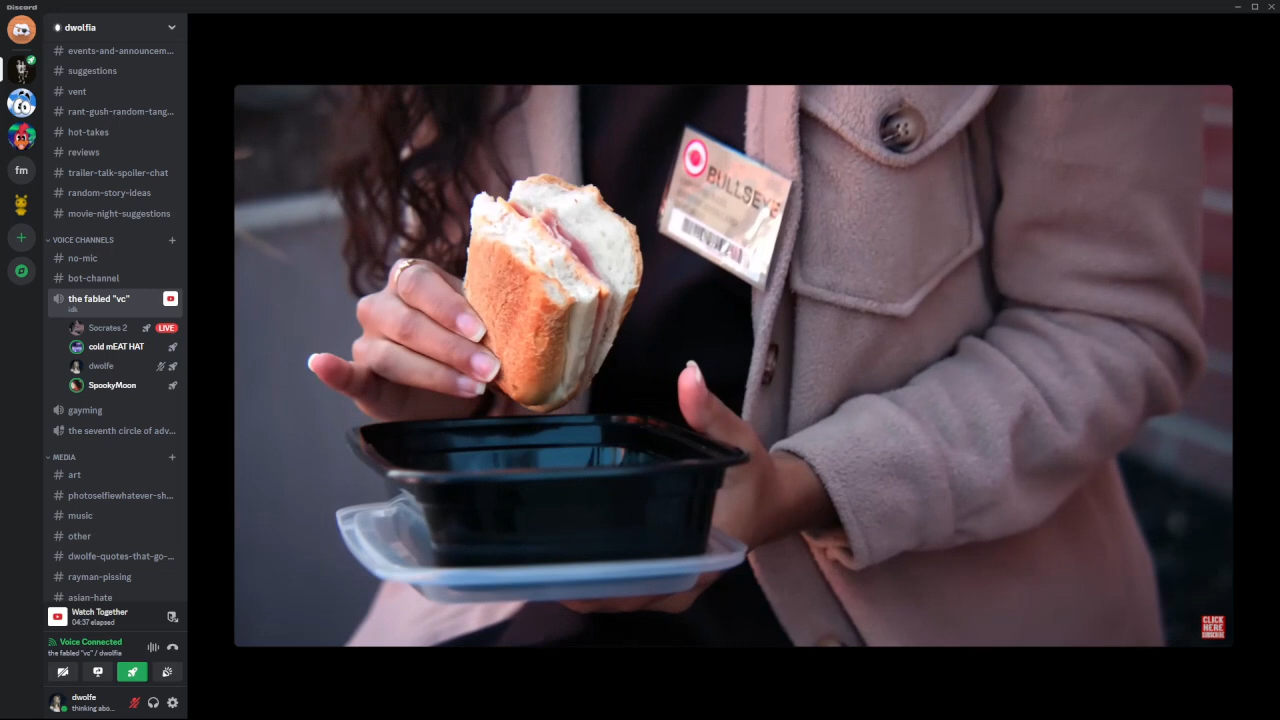 Discord
dwolfia
events-and-announcem...
suggestions
vent
rant-gush-random-tang...
hot-takes
reviews
trailer-talk-spoiler-chat
random-story-ideas
movie-night-suggestions
VOICE CHANNELS
no-mic
bot-channel
the fabled "vc"
idk
Socrates 2 LIVE
cold mEAT HAT
dwolfe
SpookyMoon
gayming
the seventh circle of adv...
MEDIA
art
photoselfiewhatever-sh...
music
other
dwolfe-quotes-that-go-...
rayman-pissing
asian-hate
Watch Together
04:37 elapsed
Voice Connected
the fabled "vc" / dwolfia
dwolfe
thinking abo...
fm
BULLSEYE
CLICK
HERE
SUBSCRIBE